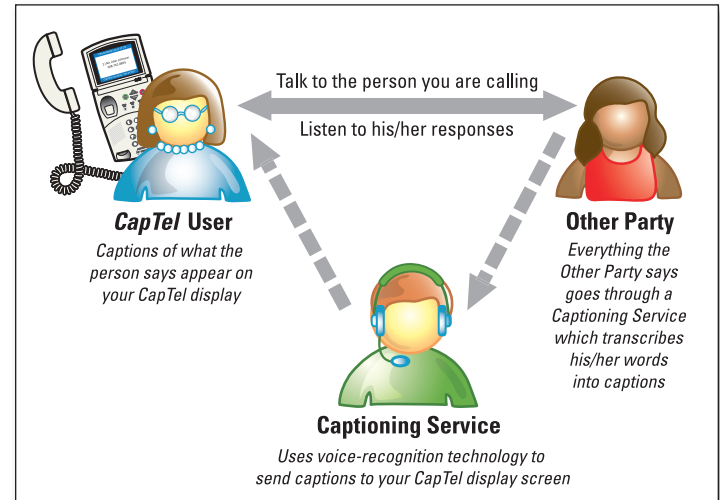 Talk to the person you are calling
Listen to his/her responses
CapTel User
Captions of what the
person says appear on
your CapTel display
Other Party
Everything the
Other Party says
goes through a
Captioning Service
which transcribes
his/her words
into captions
Captioning Service
Uses voice-recognition technology to
send captions to your CapTel display screen